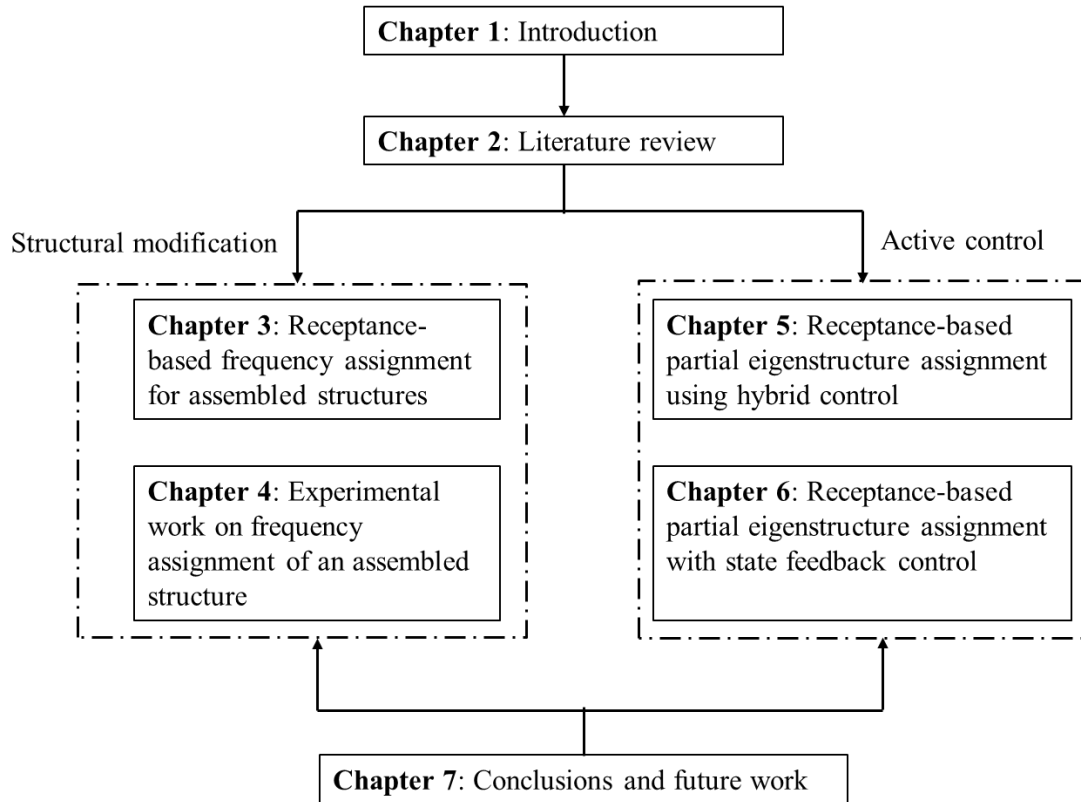 Chapter 1: Introduction
Chapter 2: Literature review
Structural modification
Active control
Chapter 3: Receptance-
based frequency assignment
for assembled structures
Chapter 5: Receptance-based
partial eigenstructure assignment
using hybrid control
Chapter 4: Experimental
work on frequency
assignment of an assembled
structure
Chapter 6: Receptance-based
partial eigenstructure assignment
with state feedback control
Chapter 7: Conclusions and future work